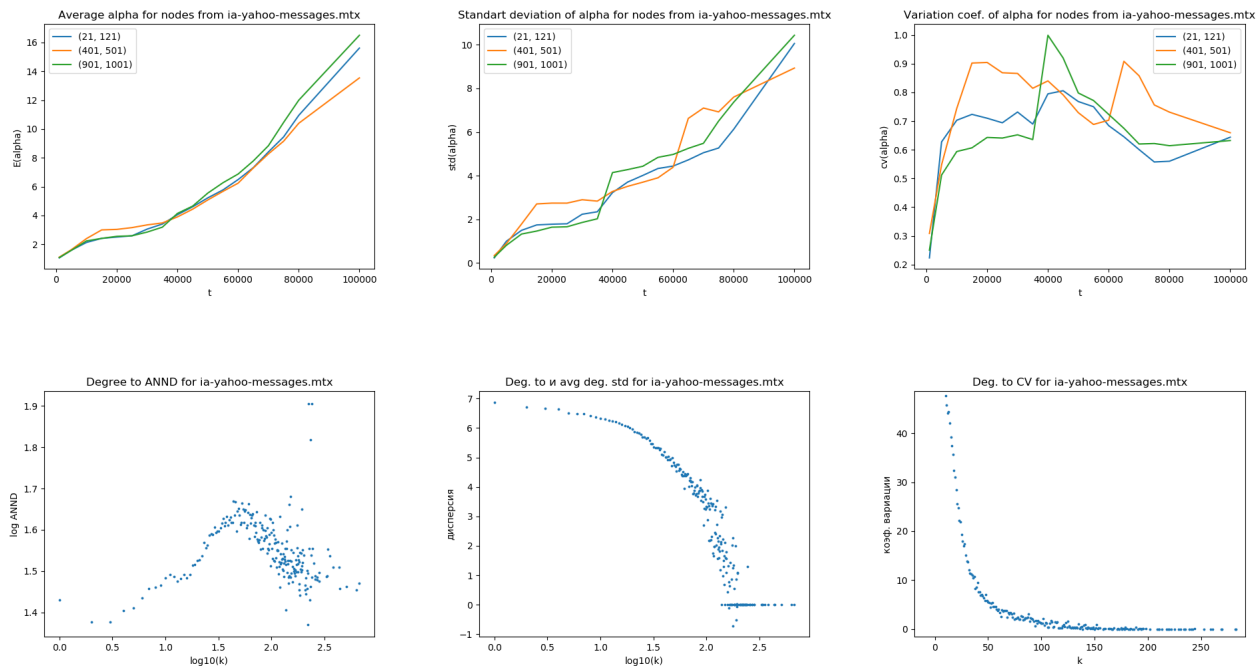 Average alpha for nodes from ia-yahoo-messages.mtx
16
14
12
10
8
6
4
2
E(alpha)
(21, 121)
(401, 501)
(901, 1001)
0 20000 40000 60000 80000 100000
t
Standart deviation of alpha for nodes from ia-yahoo-messages.mtx
10
8
6
4
2
0
std(alpha)
(21, 121)
(401, 501)
(901, 1001)
0 20000 40000 60000 80000 100000
t
Variation coef. of alpha for nodes from ia-yahoo-messages.mtx
1.0
0.9
0.8
0.7
0.6
0.5
0.4
0.3
0.2
cv(alpha)
(21, 121)
(401, 501)
(901, 1001)
0 20000 40000 60000 80000 100000
t
Degree to ANND for ia-yahoo-messages.mtx
1.9
1.8
1.7
1.6
1.5
1.4
log ANND
0.0 0.5 1.0 1.5 2.0 2.5
log10(k)
Deg. to и avg deg. std for ia-yahoo-messages.mtx
7
6
5
4
3
2
1
0
−1
дисперсия
0.0 0.5 1.0 1.5 2.0 2.5
log10(k)
Deg. to CV for ia-yahoo-messages.mtx
40
30
20
10
0
коэф. вариации
0 50 100 150 200 250
k